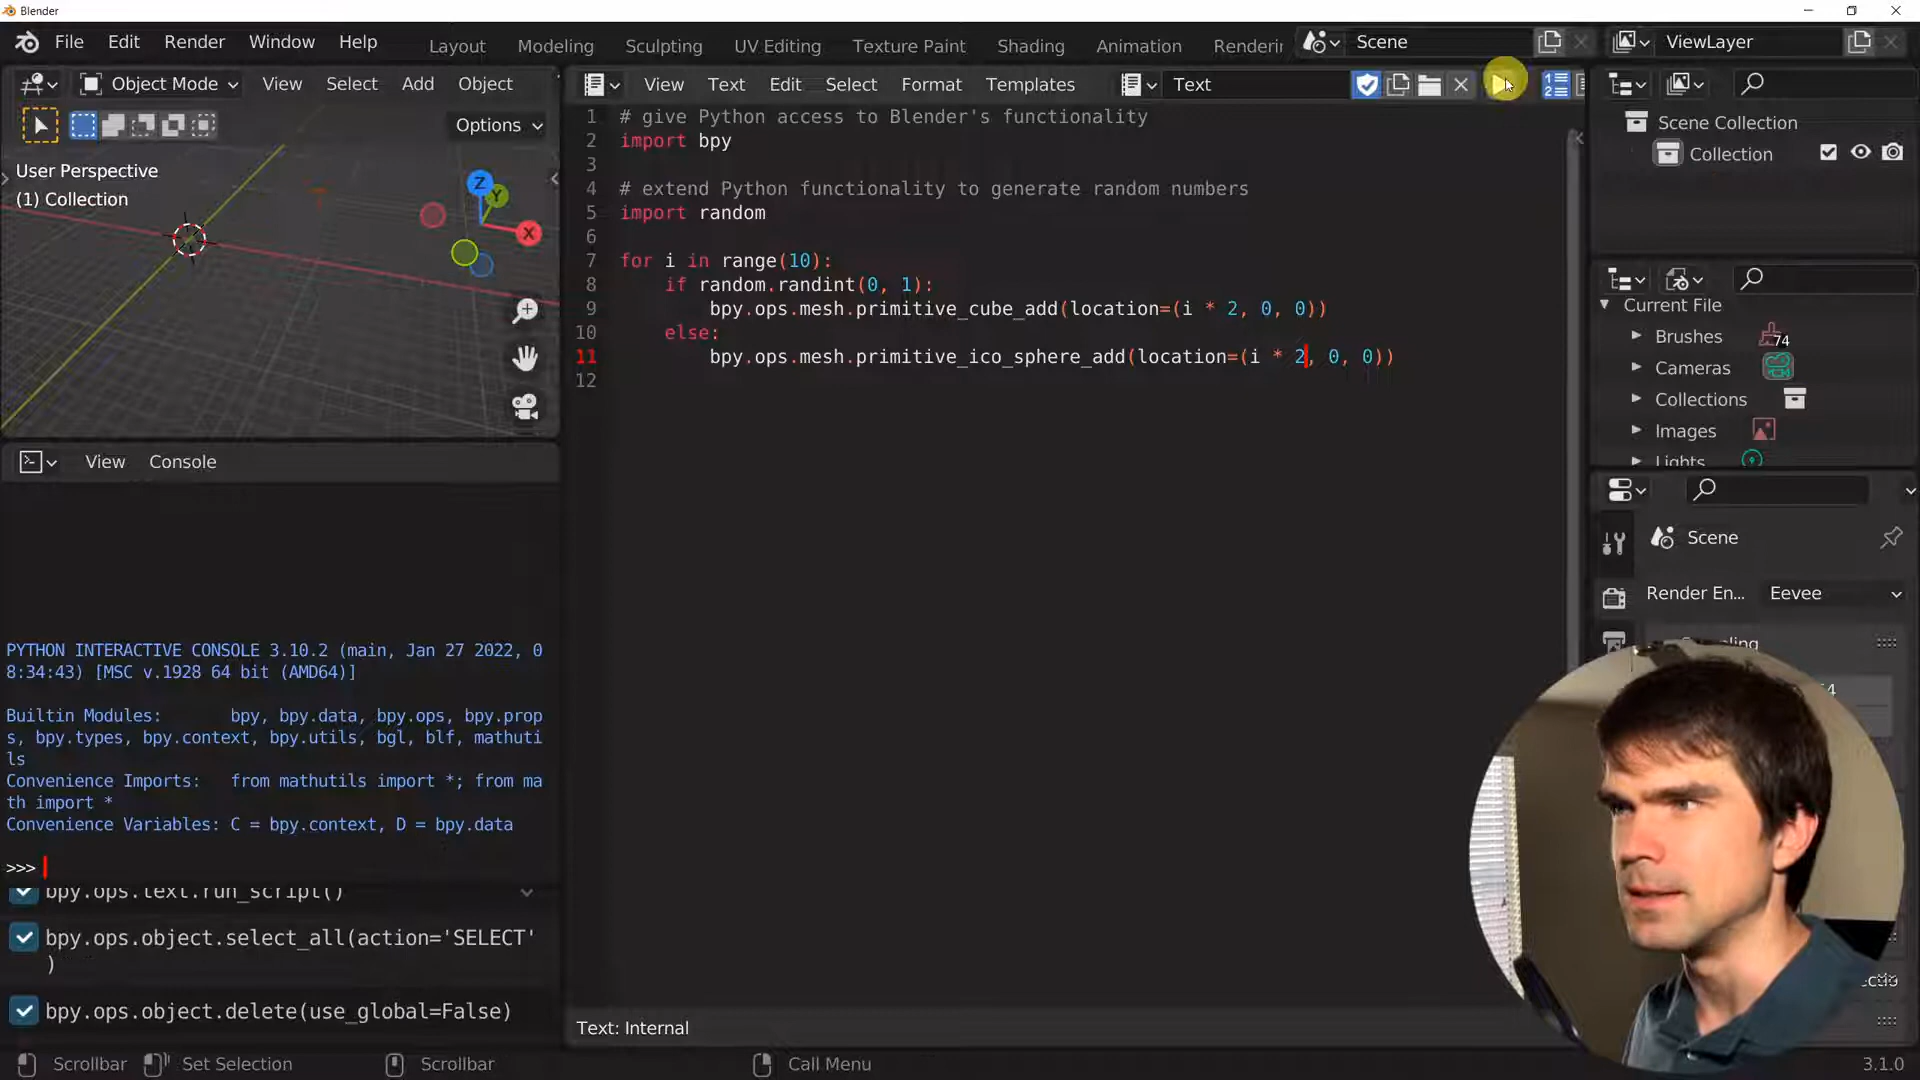 Blender
File Edit Render Window Help
Layout Modeling Sculpting UV Editing Texture Paint Shading Animation Renderin
Scene
ViewLayer
Object Mode View Select Add Object
View Text Edit Select Format Templates
Text
Options
User Perspective
(1) Collection
Z
Y
X
1 # give Python access to Blender's functionality
2 import bpy
3
4 # extend Python functionality to generate random numbers
5 import random
6
7 for i in range(10):
8 if random.randint(0, 1):
9 bpy.ops.mesh.primitive_cube_add(location=(i * 2, 0, 0))
10 else:
11 bpy.ops.mesh.primitive_ico_sphere_add(location=(i * 2, 0, 0))
12
Text: Internal
Scene Collection
Collection
Current File
Brushes 74
Cameras
Collections
Images
Lights
Scene
Render En... Eevee
View Console
PYTHON INTERACTIVE CONSOLE 3.10.2 (main, Jan 27 2022, 0
8:34:43) [MSC v.1928 64 bit (AMD64)]
Builtin Modules: bpy, bpy.data, bpy.ops, bpy.prop
s, bpy.types, bpy.context, bpy.utils, bgl, blf, mathuti
ls
Convenience Imports: from mathutils import *; from ma
th import *
Convenience Variables: C = bpy.context, D = bpy.data
>>>
bpy.ops.text.run_script()
bpy.ops.object.select_all(action='SELECT'
)
bpy.ops.object.delete(use_global=False)
Scrollbar Set Selection Scrollbar Call Menu 3.1.0